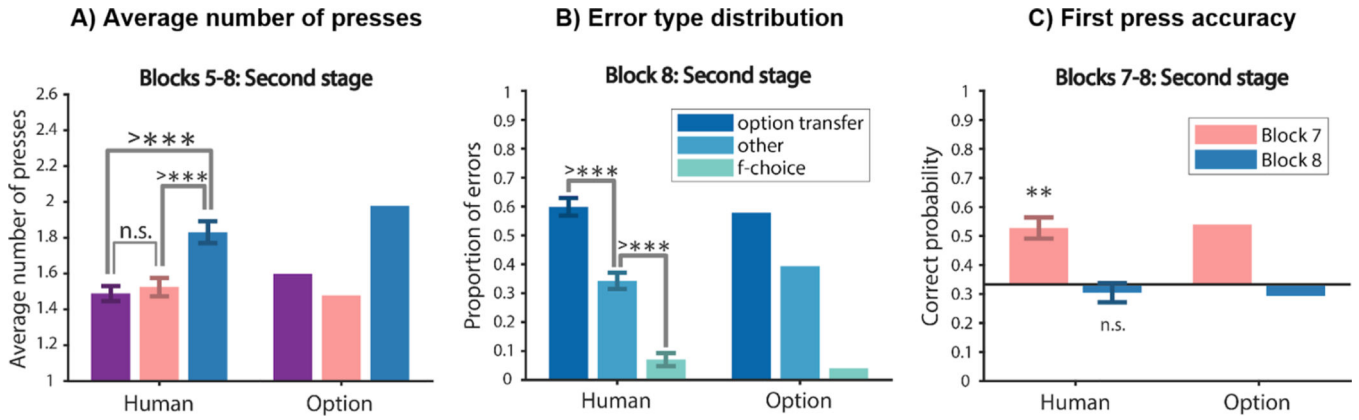 A) Average number of presses
Blocks 5-8: Second stage
Average number of presses
2.6
2.4
2.2
2
1.8
1.6
1.4
1.2
1
>***
>***
n.s.
Human
Option
B) Error type distribution
Block 8: Second stage
Proportion of errors
1
0.9
0.8
0.7
0.6
0.5
0.4
0.3
0.2
0.1
0
option transfer
other
f-choice
>***
>***
Human
Option
C) First press accuracy
Blocks 7-8: Second stage
Correct probability
1
0.9
0.8
0.7
0.6
0.5
0.4
0.3
0.2
0.1
0
Block 7
Block 8
**
n.s.
Human
Option